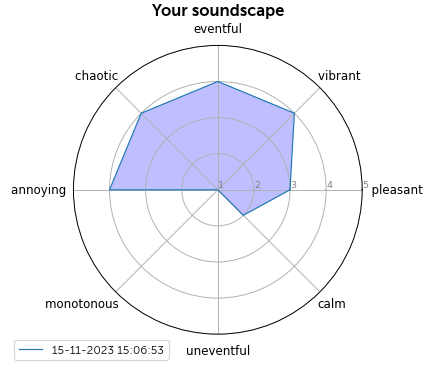 Your soundscape
eventful
chaotic
vibrant
annoying
1
2
3
4
5
pleasant
monotonous
calm
uneventful
15-11-2023 15:06:53